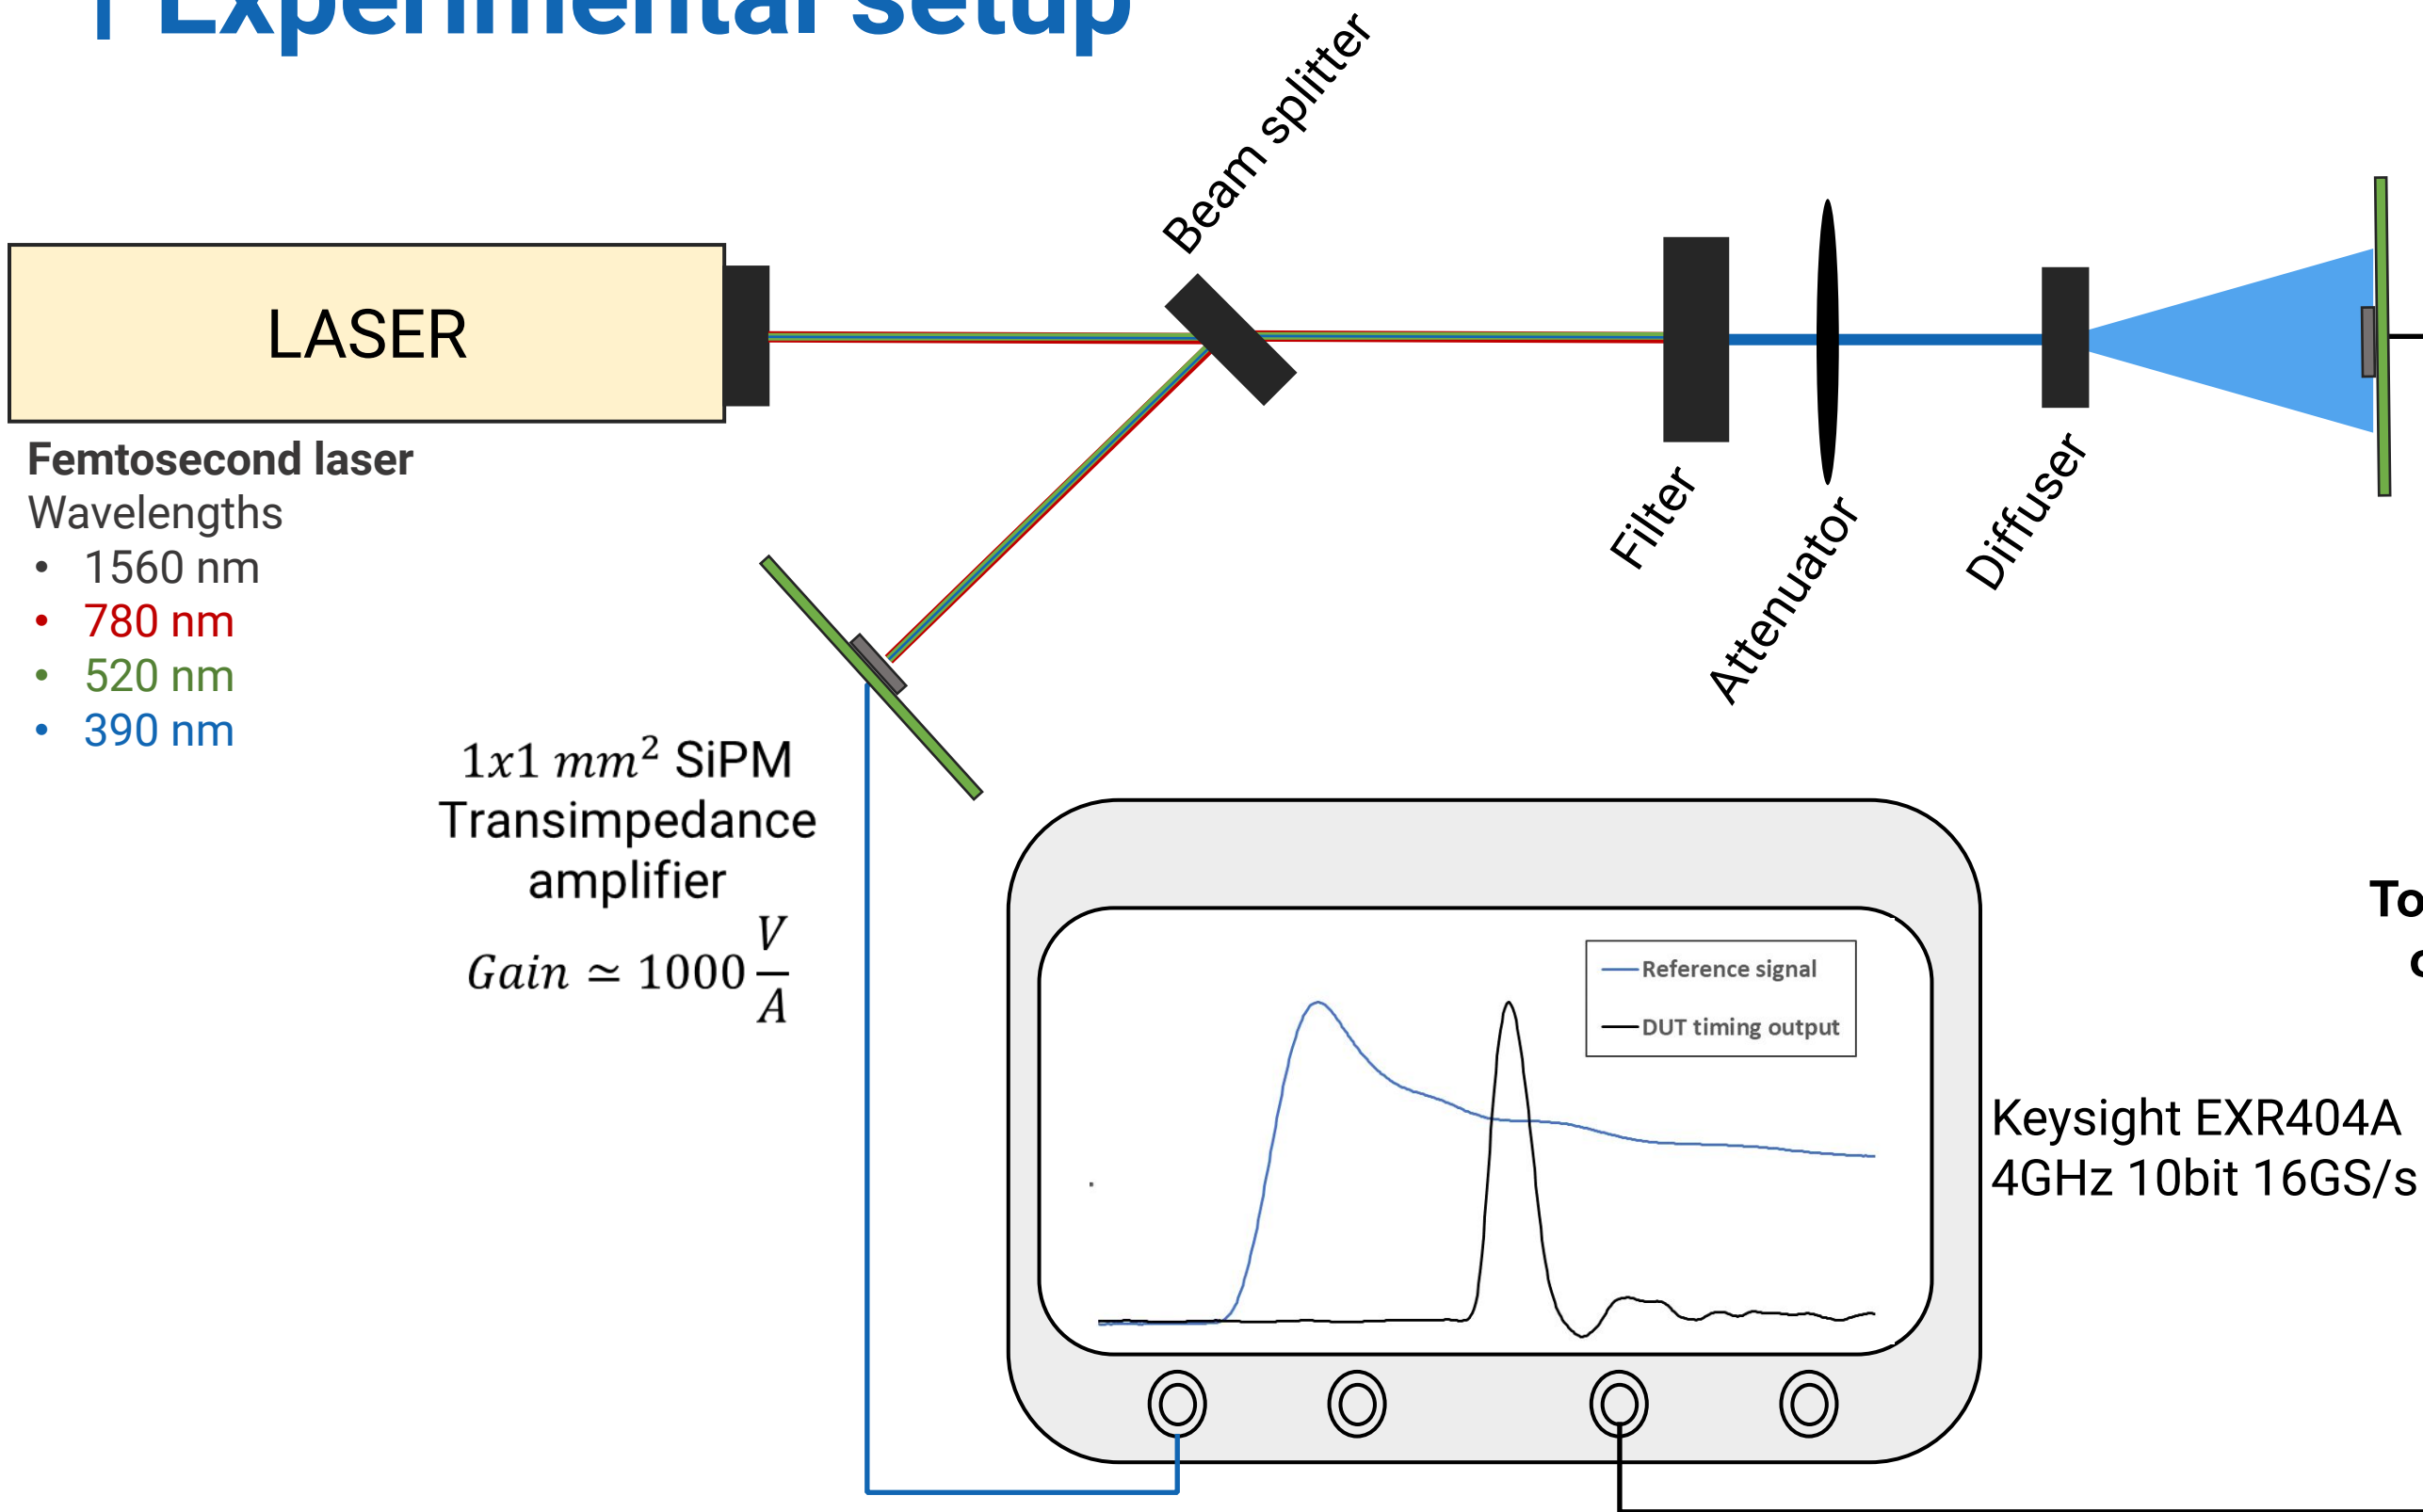 Experimental setup
Beam splitter
LASER
Femtosecond laser
Wavelengths
• 1560 nm
• 780 nm
• 520 nm
• 390 nm
Filter
Attenuator
Diffuser
1x1 mm² SiPM
Transimpedance
amplifier
Gain ≃ 1000 V/A
Reference signal
DUT timing output
To
Keysight EXR404A
4GHz 10bit 16GS/s